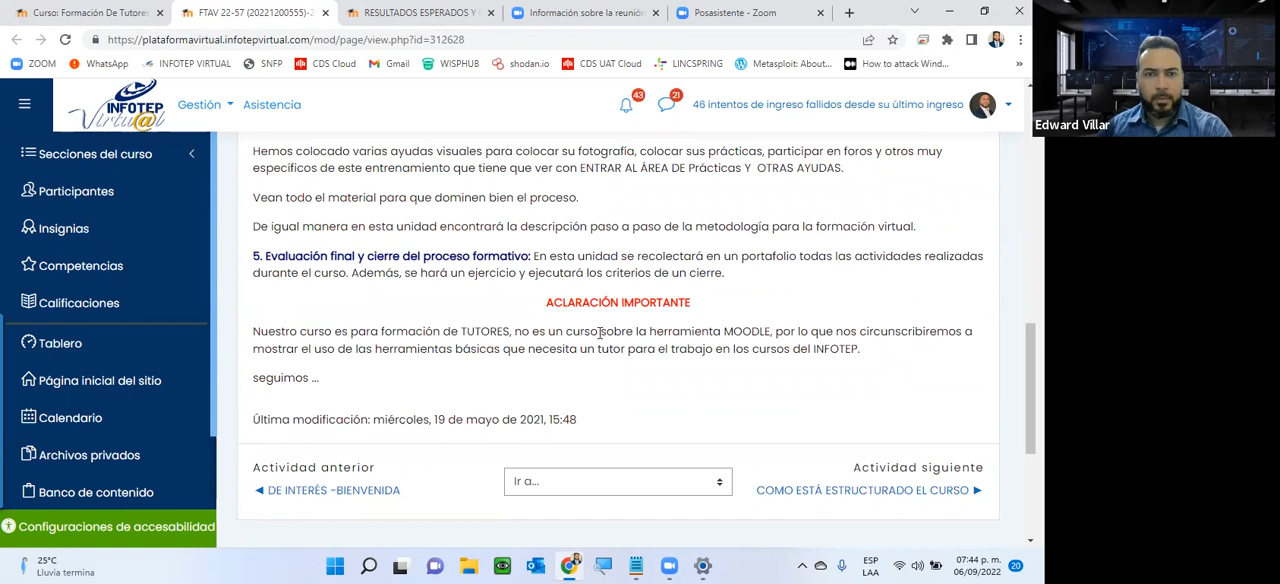 Curso: Formación De Tutores
FTAV 22-57 (20221200555)-2
RESULTADOS ESPERADOS Y
Información sobre la reunión
Posasistente - Zoom
https://plataformavirtual.infotepvirtual.com/mod/page/view.php?id=312628
ZOOM
WhatsApp
INFOTEP VIRTUAL
SNFP
CDS Cloud
Gmail
WISPHUB
shodan.io
CDS UAT Cloud
LINCSPRING
Metasploit: About...
How to attack Wind...
»
Edward Villar
INFOTEP
Virtu@l
Gestión
Asistencia
43
21
46 intentos de ingreso fallidos desde su último ingreso
Secciones del curso
Participantes
Insignias
Competencias
Calificaciones
Tablero
Página inicial del sitio
Calendario
Archivos privados
Banco de contenido
Configuraciones de accesabilidad
Hemos colocado varias ayudas visuales para colocar su fotografía, colocar sus prácticas, participar en foros y otros muy
específicos de este entrenamiento que tiene que ver con ENTRAR AL ÁREA DE Prácticas Y OTRAS AYUDAS.
Vean todo el material para que dominen bien el proceso.
De igual manera en esta unidad encontrará la descripción paso a paso de la metodología para la formación virtual.
5. Evaluación final y cierre del proceso formativo: En esta unidad se recolectará en un portafolio todas las actividades realizadas
durante el curso. Además, se hará un ejercicio y ejecutará los criterios de un cierre.
ACLARACIÓN IMPORTANTE
Nuestro curso es para formación de TUTORES, no es un curso sobre la herramienta MOODLE, por lo que nos circunscribiremos a
mostrar el uso de las herramientas básicas que necesita un tutor para el trabajo en los cursos del INFOTEP.
seguimos ...
Última modificación: miércoles, 19 de mayo de 2021, 15:48
Actividad anterior
◄ DE INTERÉS -BIENVENIDA
Ir a...
Actividad siguiente
COMO ESTÁ ESTRUCTURADO EL CURSO ►
25°C
Lluvia termina
ESP
LAA
07:44 p. m.
06/09/2022
20